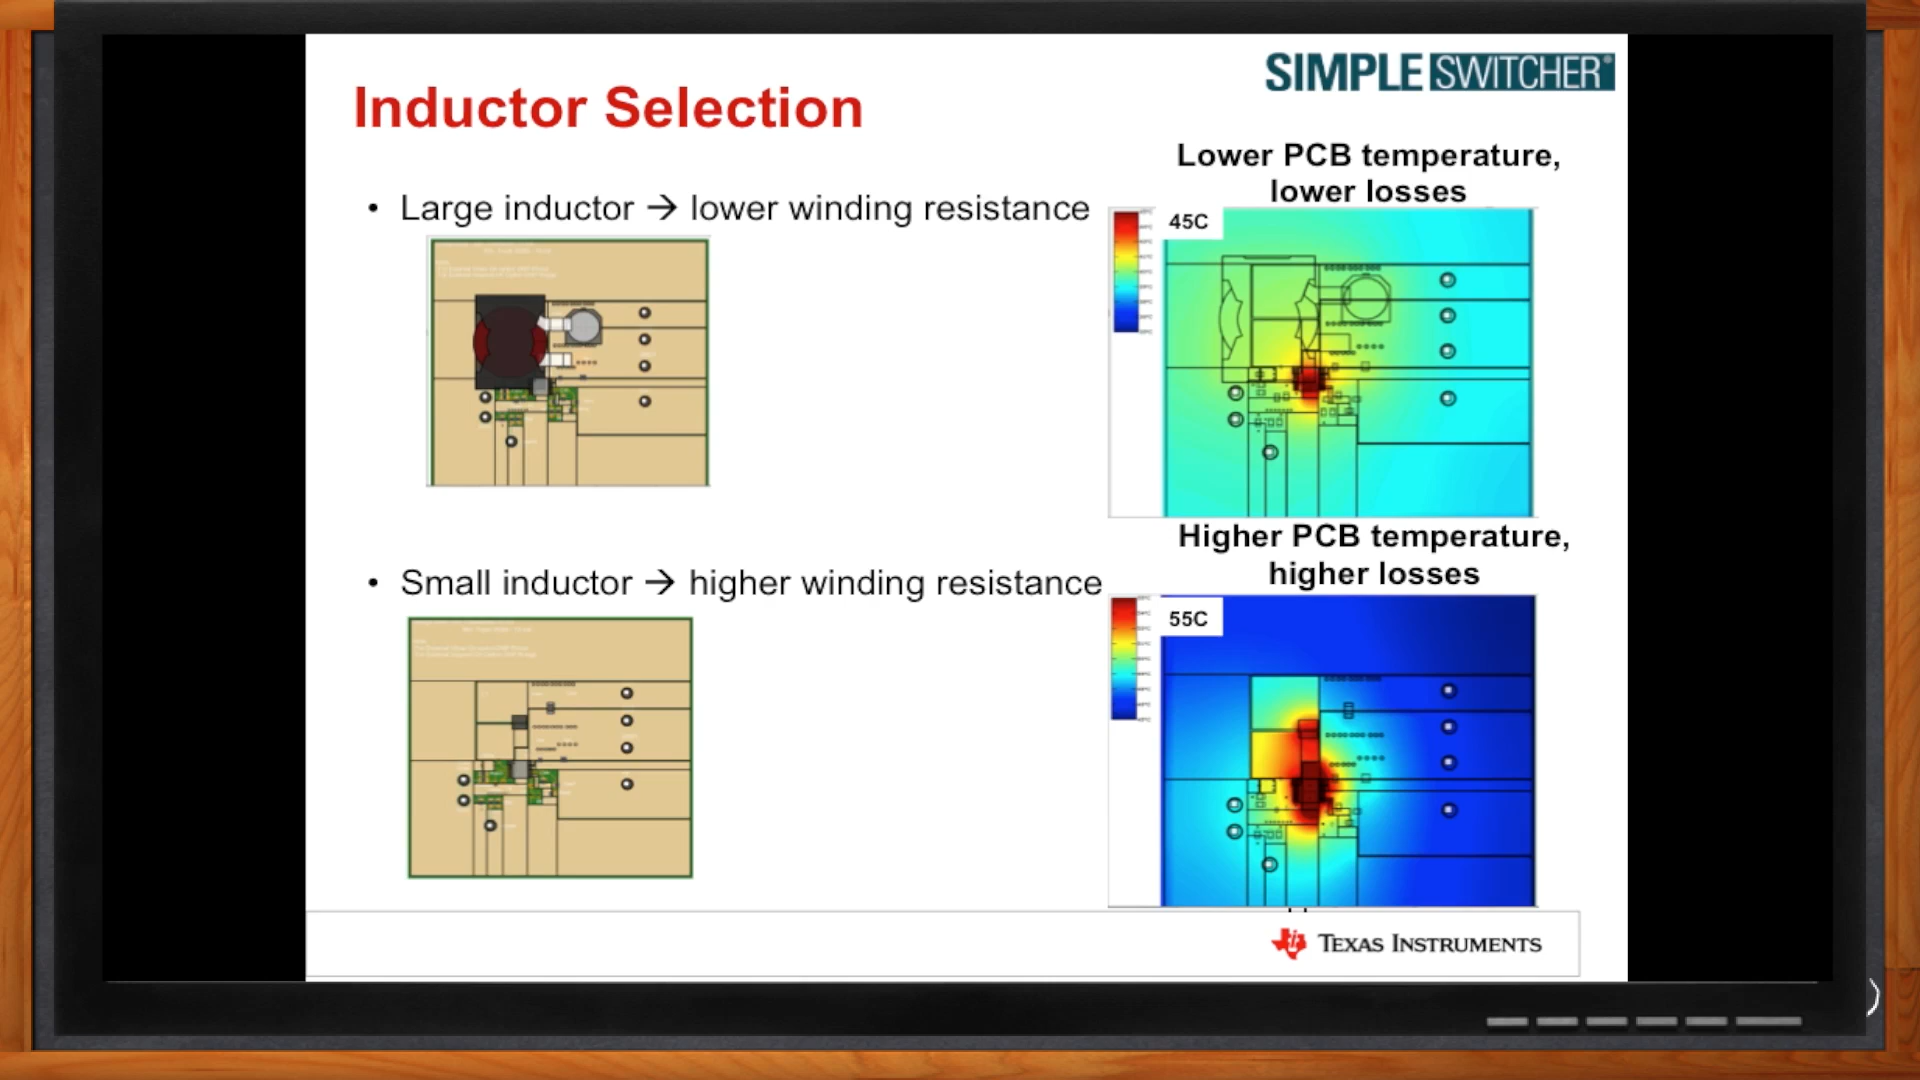 SIMPLE SWITCHER®
Inductor Selection
Lower PCB temperature,
lower losses
• Large inductor → lower winding resistance
45C
Higher PCB temperature,
higher losses
• Small inductor → higher winding resistance
55C
TEXAS INSTRUMENTS